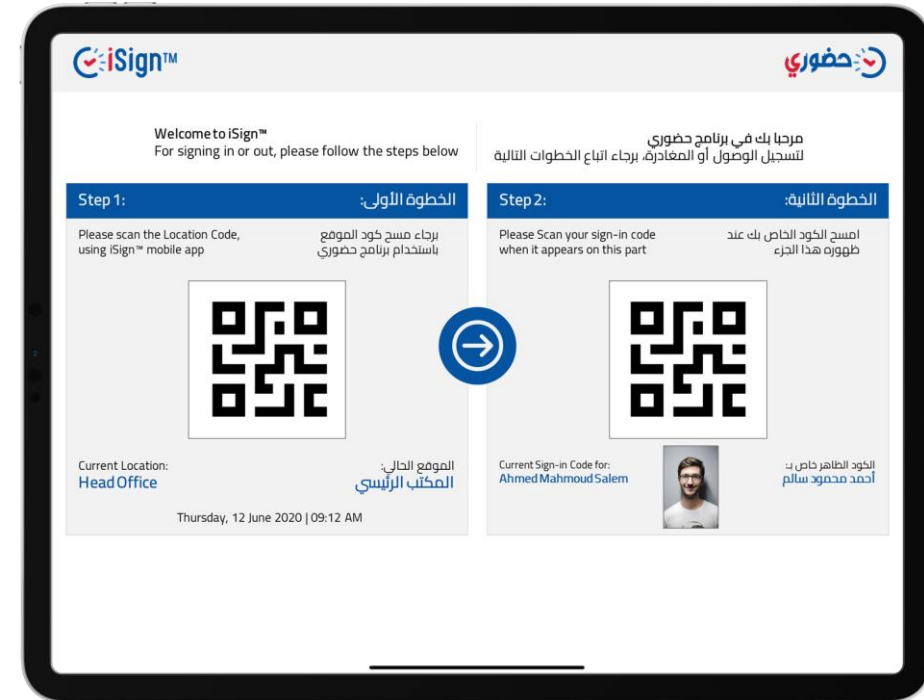 iSign™
حضوري
Welcome to iSign™
For signing in or out, please follow the steps below
مرحبا بك في برنامج حضوري
لتسجيل الوصول أو المغادرة، برجاء اتباع الخطوات التالية
Step 1:
الخطوة الأولى:
Please scan the Location Code,
using iSign™ mobile app
برجاء مسح كود الموقع
باستخدام برنامج حضوري
Current Location:
Head Office
الموقع الحالي:
المكتب الرئيسي
Thursday, 12 June 2020 | 09:12 AM
Step 2:
الخطوة الثانية:
Please Scan your sign-in code
when it appears on this part
امسح الكود الخاص بك عند
ظهوره هذا الجزء
Current Sign-in Code for:
Ahmed Mahmoud Salem
الكود الظاهر خاص بـ:
أحمد محمود سالم